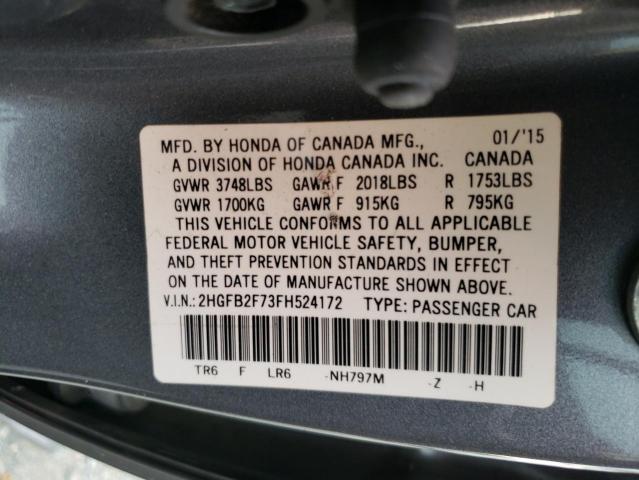 MFD. BY HONDA OF CANADA MFG., 01/'15
A DIVISION OF HONDA CANADA INC. CANADA
GVWR 3748LBS GAWR F 2018LBS R 1753LBS
GVWR 1700KG GAWR F 915KG R 795KG
THIS VEHICLE CONFORMS TO ALL APPLICABLE
FEDERAL MOTOR VEHICLE SAFETY, BUMPER,
AND THEFT PREVENTION STANDARDS IN EFFECT
ON THE DATE OF MANUFACTURE SHOWN ABOVE.
V.I.N.: 2HGFB2F73FH524172 TYPE: PASSENGER CAR
TR6 F LR6 -NH797M -Z -H